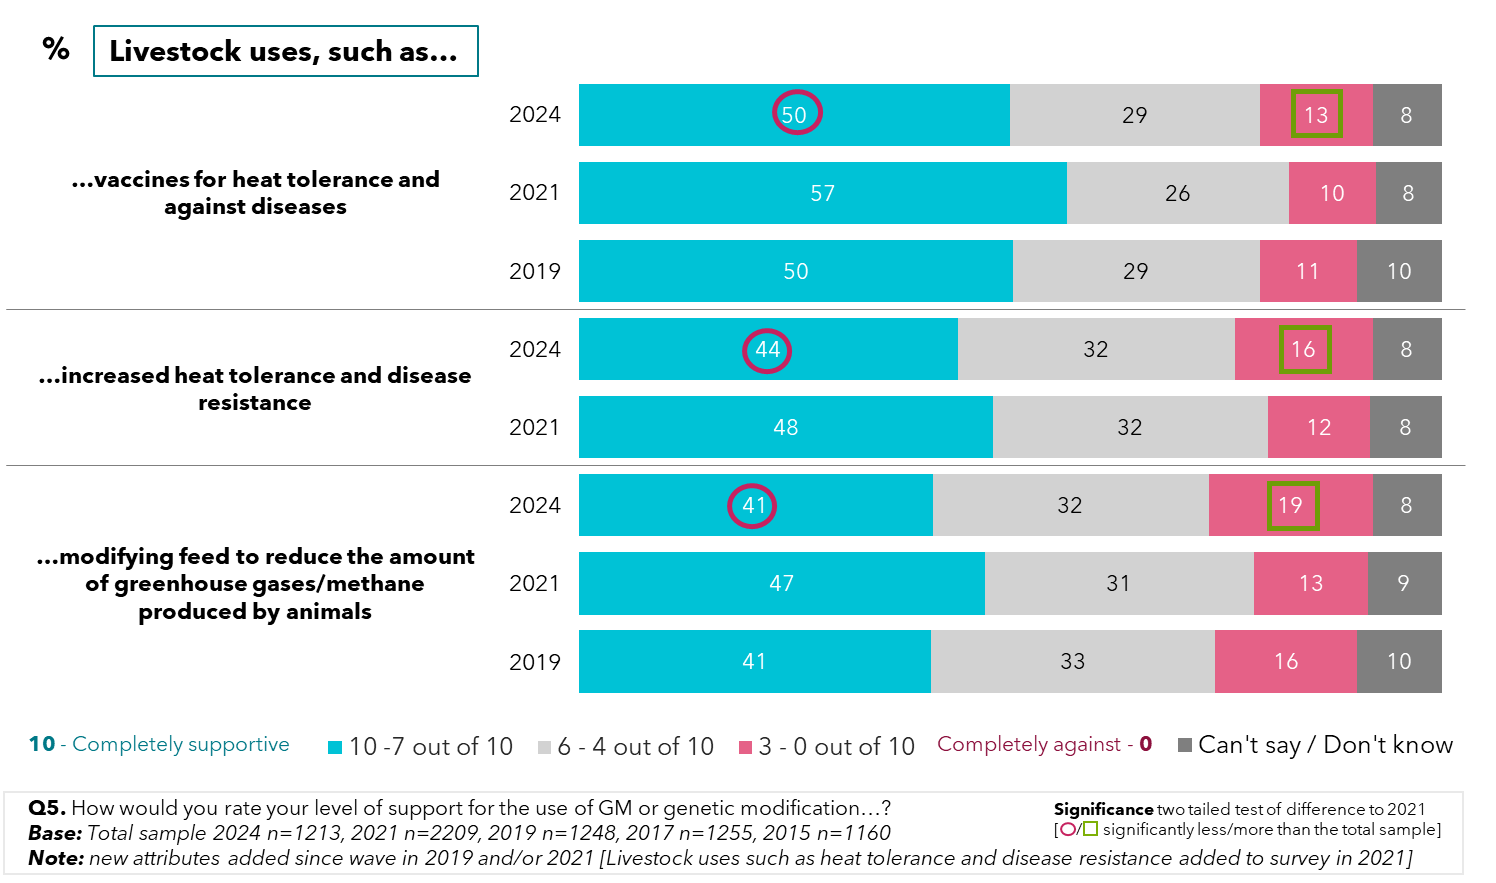 % Livestock uses, such as...
2024 50 29 13 8
...vaccines for heat tolerance and
against diseases
2021 57 26 10 8
2019 50 29 11 10
2024 44 32 16 8
...increased heat tolerance and disease
resistance
2021 48 32 12 8
2024 41 32 19 8
...modifying feed to reduce the amount
of greenhouse gases/methane
produced by animals
2021 47 31 13 9
2019 41 33 16 10
10 - Completely supportive 10 -7 out of 10 6 - 4 out of 10 3 - 0 out of 10 Completely against - 0 Can't say / Don't know
Q5. How would you rate your level of support for the use of GM or genetic modification...?
Base: Total sample 2024 n=1213, 2021 n=2209, 2019 n=1248, 2017 n=1255, 2015 n=1160
Note: new attributes added since wave in 2019 and/or 2021 [Livestock uses such as heat tolerance and disease resistance added to survey in 2021]
Significance two tailed test of difference to 2021
[○/□ significantly less/more than the total sample]